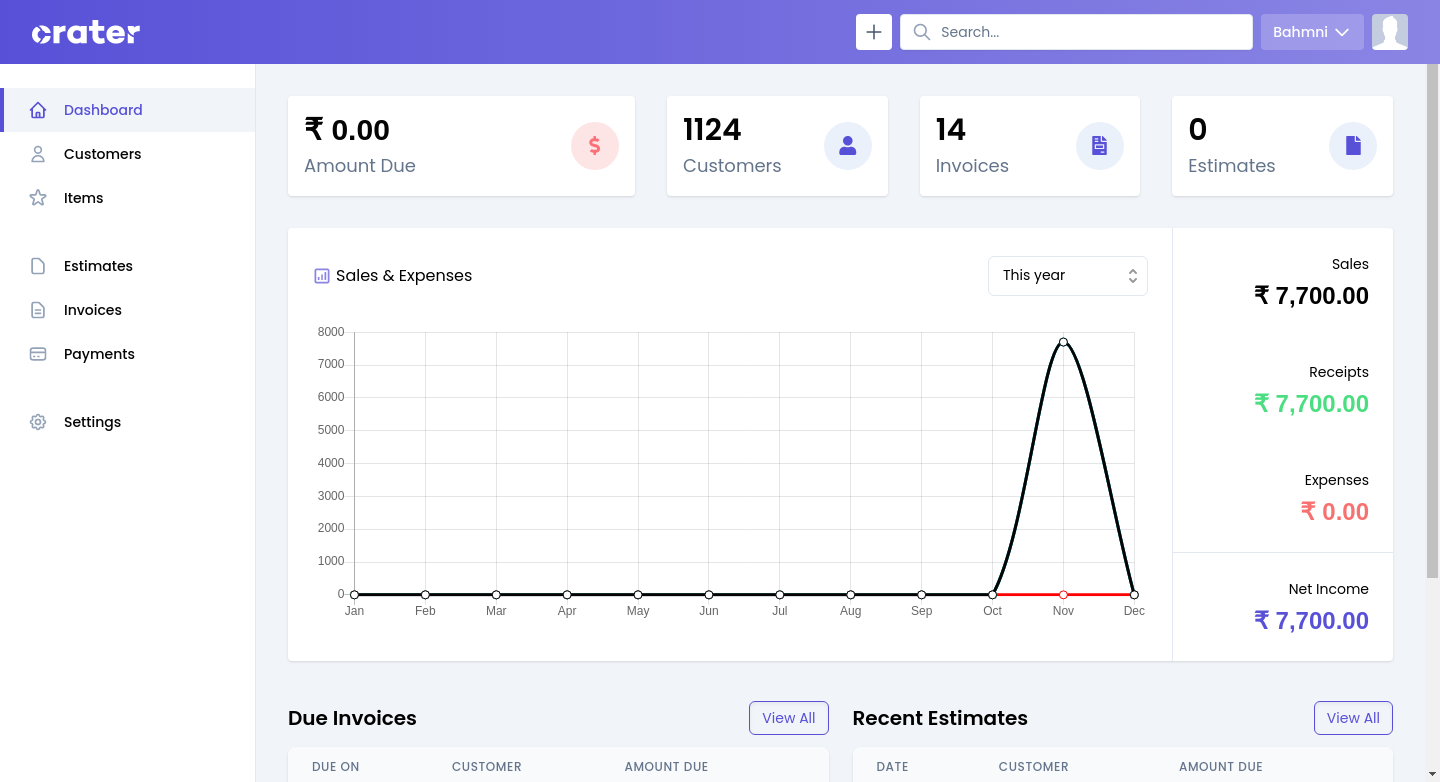 crater
Search...
Bahmni
Dashboard
Customers
Items
Estimates
Invoices
Payments
Settings
₹ 0.00
Amount Due
$
1124
Customers
14
Invoices
0
Estimates
Sales & Expenses
This year
8000
7000
6000
5000
4000
3000
2000
1000
0
Jan Feb Mar Apr May Jun Jul Aug Sep Oct Nov Dec
Sales
₹ 7,700.00
Receipts
₹ 7,700.00
Expenses
₹ 0.00
Net Income
₹ 7,700.00
Due Invoices
View All
DUE ON CUSTOMER AMOUNT DUE
Recent Estimates
View All
DATE CUSTOMER AMOUNT DUE